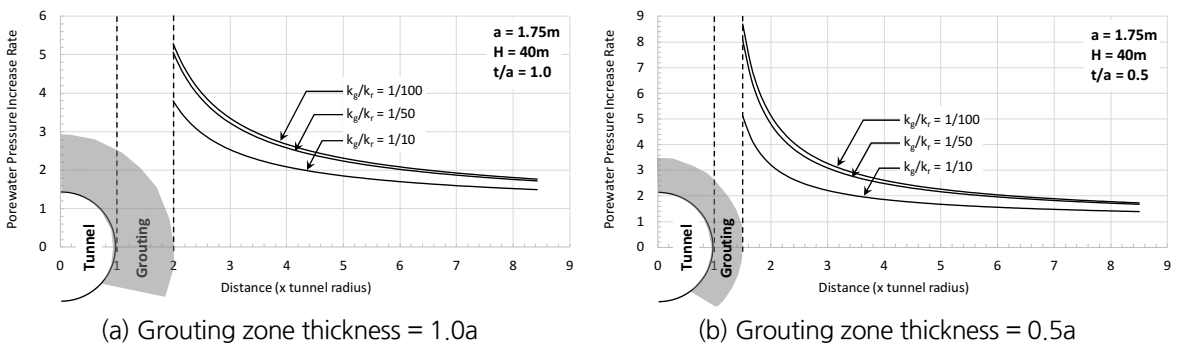 Porewater Pressure Increase Rate
6
5
4
3
2
1
0
a = 1.75m
H = 40m
t/a = 1.0
kg/kr = 1/100
kg/kr = 1/50
kg/kr = 1/10
Tunnel
Grouting
0 1 2 3 4 5 6 7 8 9
Distance (x tunnel radius)
(a) Grouting zone thickness = 1.0a
Porewater Pressure Increase Rate
9
8
7
6
5
4
3
2
1
0
a = 1.75m
H = 40m
t/a = 0.5
kg/kr = 1/100
kg/kr = 1/50
kg/kr = 1/10
Tunnel
Grouting
0 1 2 3 4 5 6 7 8 9
Distance (x tunnel radius)
(b) Grouting zone thickness = 0.5a